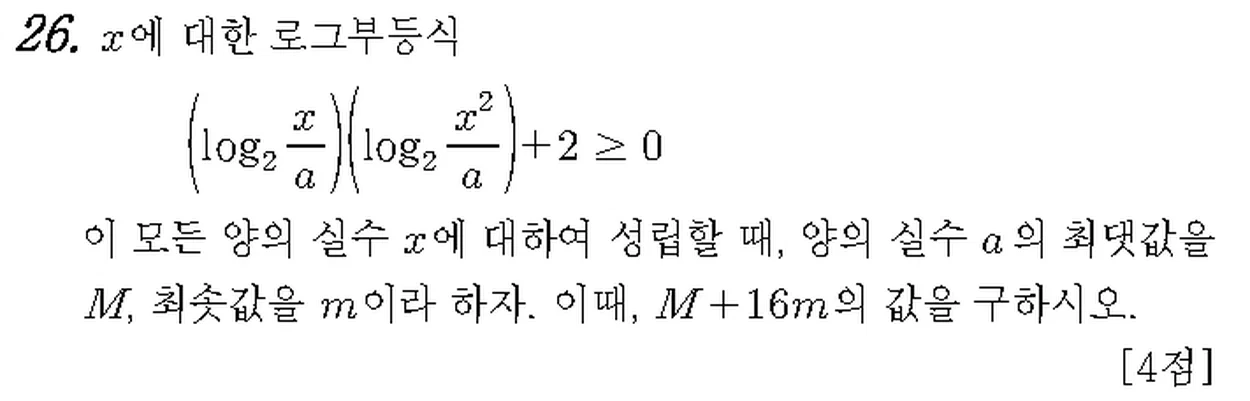 26. x에 대한 로그부등식
(log₂ x/a)(log₂ x²/a)+2 ≥ 0
이 모든 양의 실수 x에 대하여 성립할 때, 양의 실수 a의 최댓값을
M, 최솟값을 m이라 하자. 이때, M+16m의 값을 구하시오.
[4점]